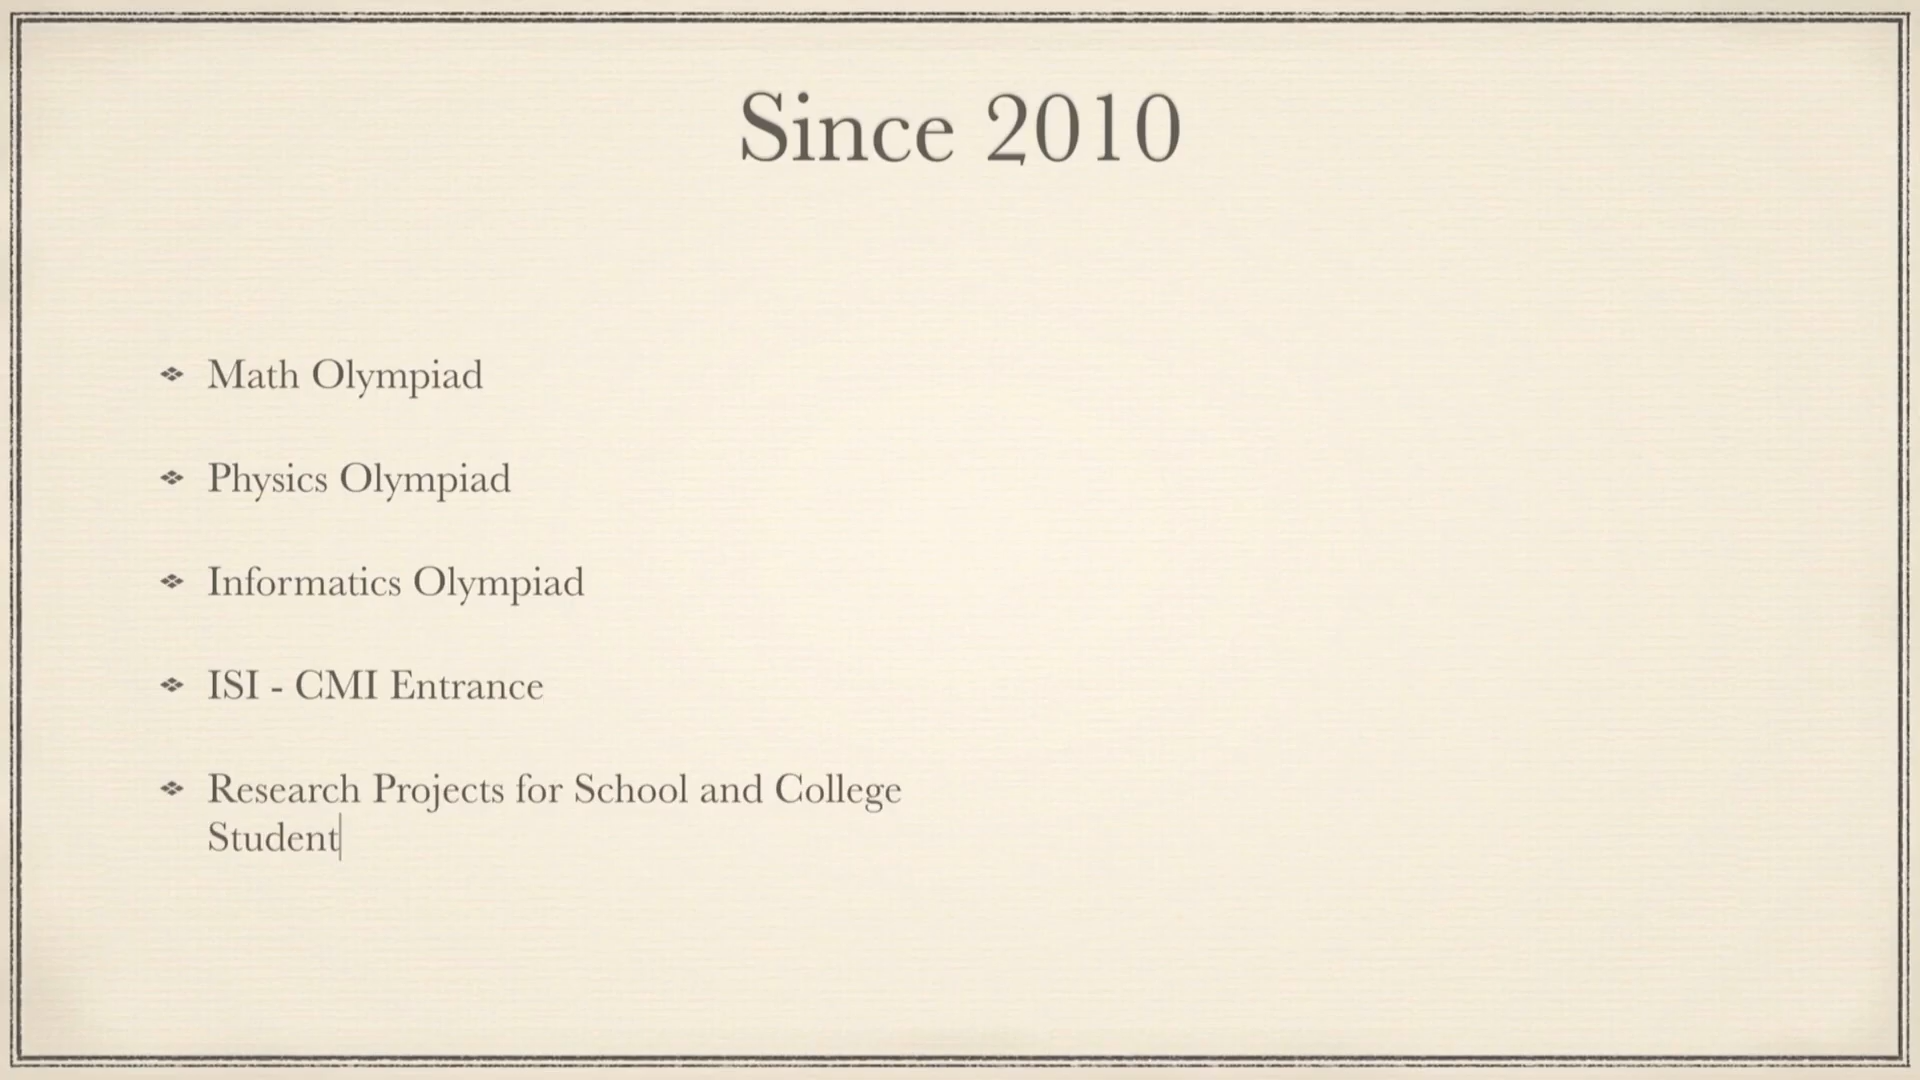 Since 2010
Math Olympiad
Physics Olympiad
Informatics Olympiad
ISI - CMI Entrance
Research Projects for School and College
Student